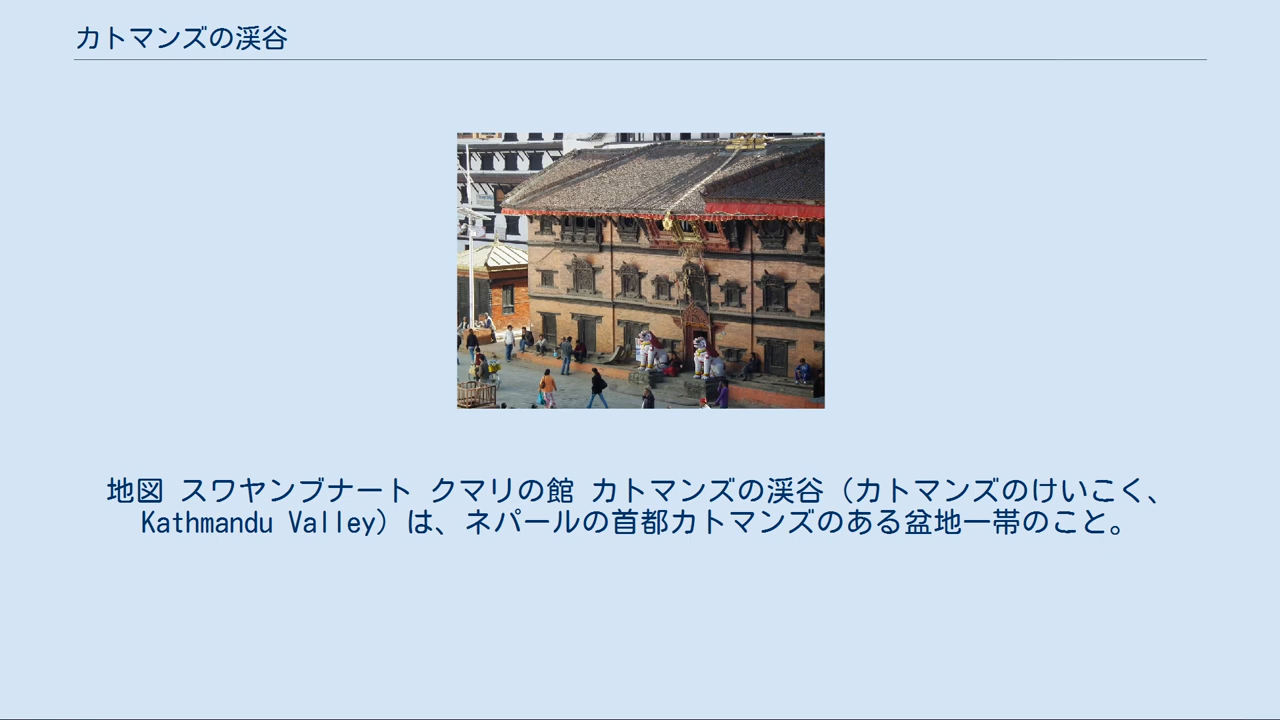 カトマンズの渓谷
地図 スワヤンブナート クマリの館 カトマンズの渓谷（カトマンズのけいこく、
Kathmandu Valley）は、ネパールの首都カトマンズのある盆地一帯のこと。